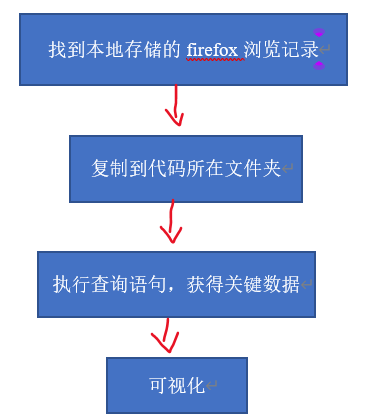 找到本地存储的 firefox 浏览记录
复制到代码所在文件夹
执行查询语句，获得关键数据
可视化